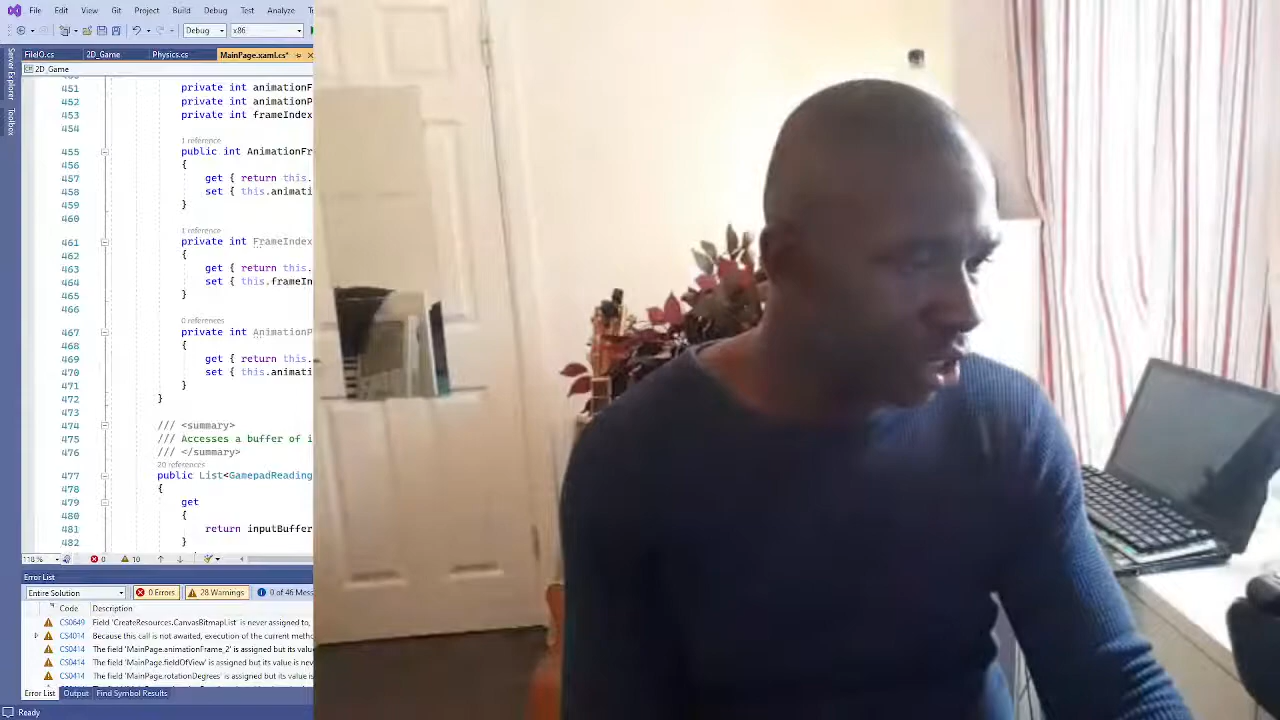 File Edit View Git Project Build Debug Test Analyze
Debug x86
FileIO.cs 2D_Game Physics.cs MainPage.xaml.cs*
2D_Game
Server Explorer
Toolbox
451 private int animationF
452 private int animationP
453 private int frameIndex
454
1 reference
455 public int AnimationFr
456 {
457 get { return this.
458 set { this.animati
459 }
460
1 reference
461 private int FrameIndex
462 {
463 get { return this.
464 set { this.frameIn
465 }
466
0 references
467 private int AnimationP
468 {
469 get { return this.
470 set { this.animati
471 }
472 }
473
474 /// <summary>
475 /// Accesses a buffer of i
476 /// </summary>
20 references
477 public List<GamepadReading
478 {
479 get
480 {
481 return inputBuffer
482 }
118 % 0 10
Error List
Entire Solution 0 Errors 28 Warnings 0 of 46 Mess
Code Description
CS0649 Field 'CreateResources.CanvasBitmapList' is never assigned to,
CS4014 Because this call is not awaited, execution of the current metho
CS0414 The field 'MainPage.animationFrame_2' is assigned but its valu
CS0414 The field 'MainPage.fieldOfView' is assigned but its value is nev
CS0414 The field 'MainPage.rotationDegrees' is assigned but its value
Error List Output Find Symbol Results
Ready